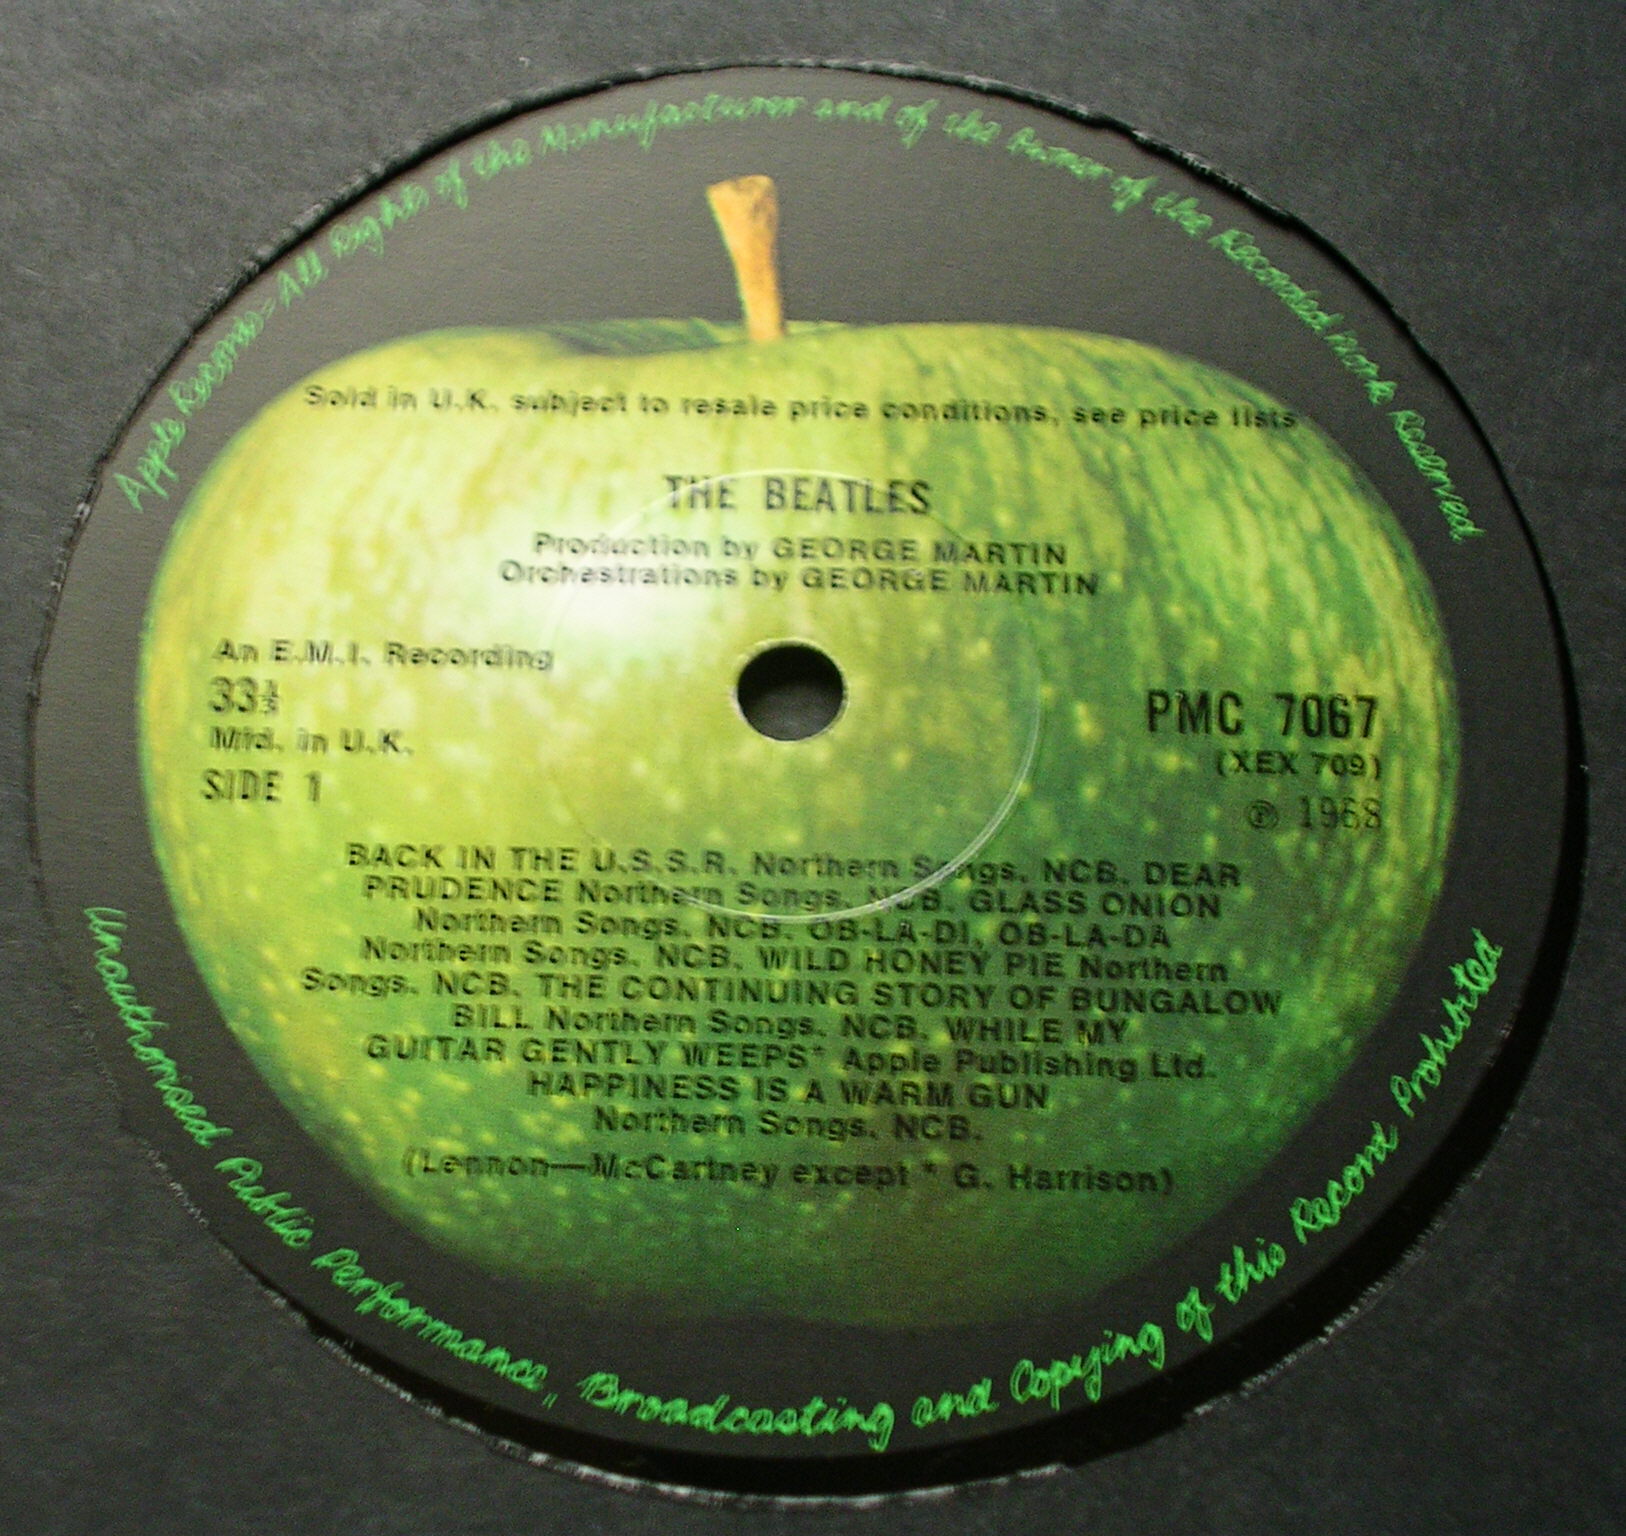 Apple Records - All Rights of the Manufacturer and of the Owner of the Recorded Work Reserved
Sold in U.K. subject to resale price conditions, see price lists
THE BEATLES
Production by GEORGE MARTIN
Orchestrations by GEORGE MARTIN
An E.M.I. Recording
33⅓
Mfd. in U.K.
SIDE 1
PMC 7067
(XEX 709)
℗ 1968
BACK IN THE U.S.S.R. Northern Songs. NCB. DEAR
PRUDENCE Northern Songs. NCB. GLASS ONION
Northern Songs. NCB. OB-LA-DI, OB-LA-DA
Northern Songs. NCB. WILD HONEY PIE Northern
Songs. NCB. THE CONTINUING STORY OF BUNGALOW
BILL Northern Songs. NCB. WHILE MY
GUITAR GENTLY WEEPS* Apple Publishing Ltd.
HAPPINESS IS A WARM GUN
Northern Songs. NCB.
(Lennon—McCartney except * G. Harrison)
Unauthorised Public Performance, Broadcasting and Copying of this Record Prohibited